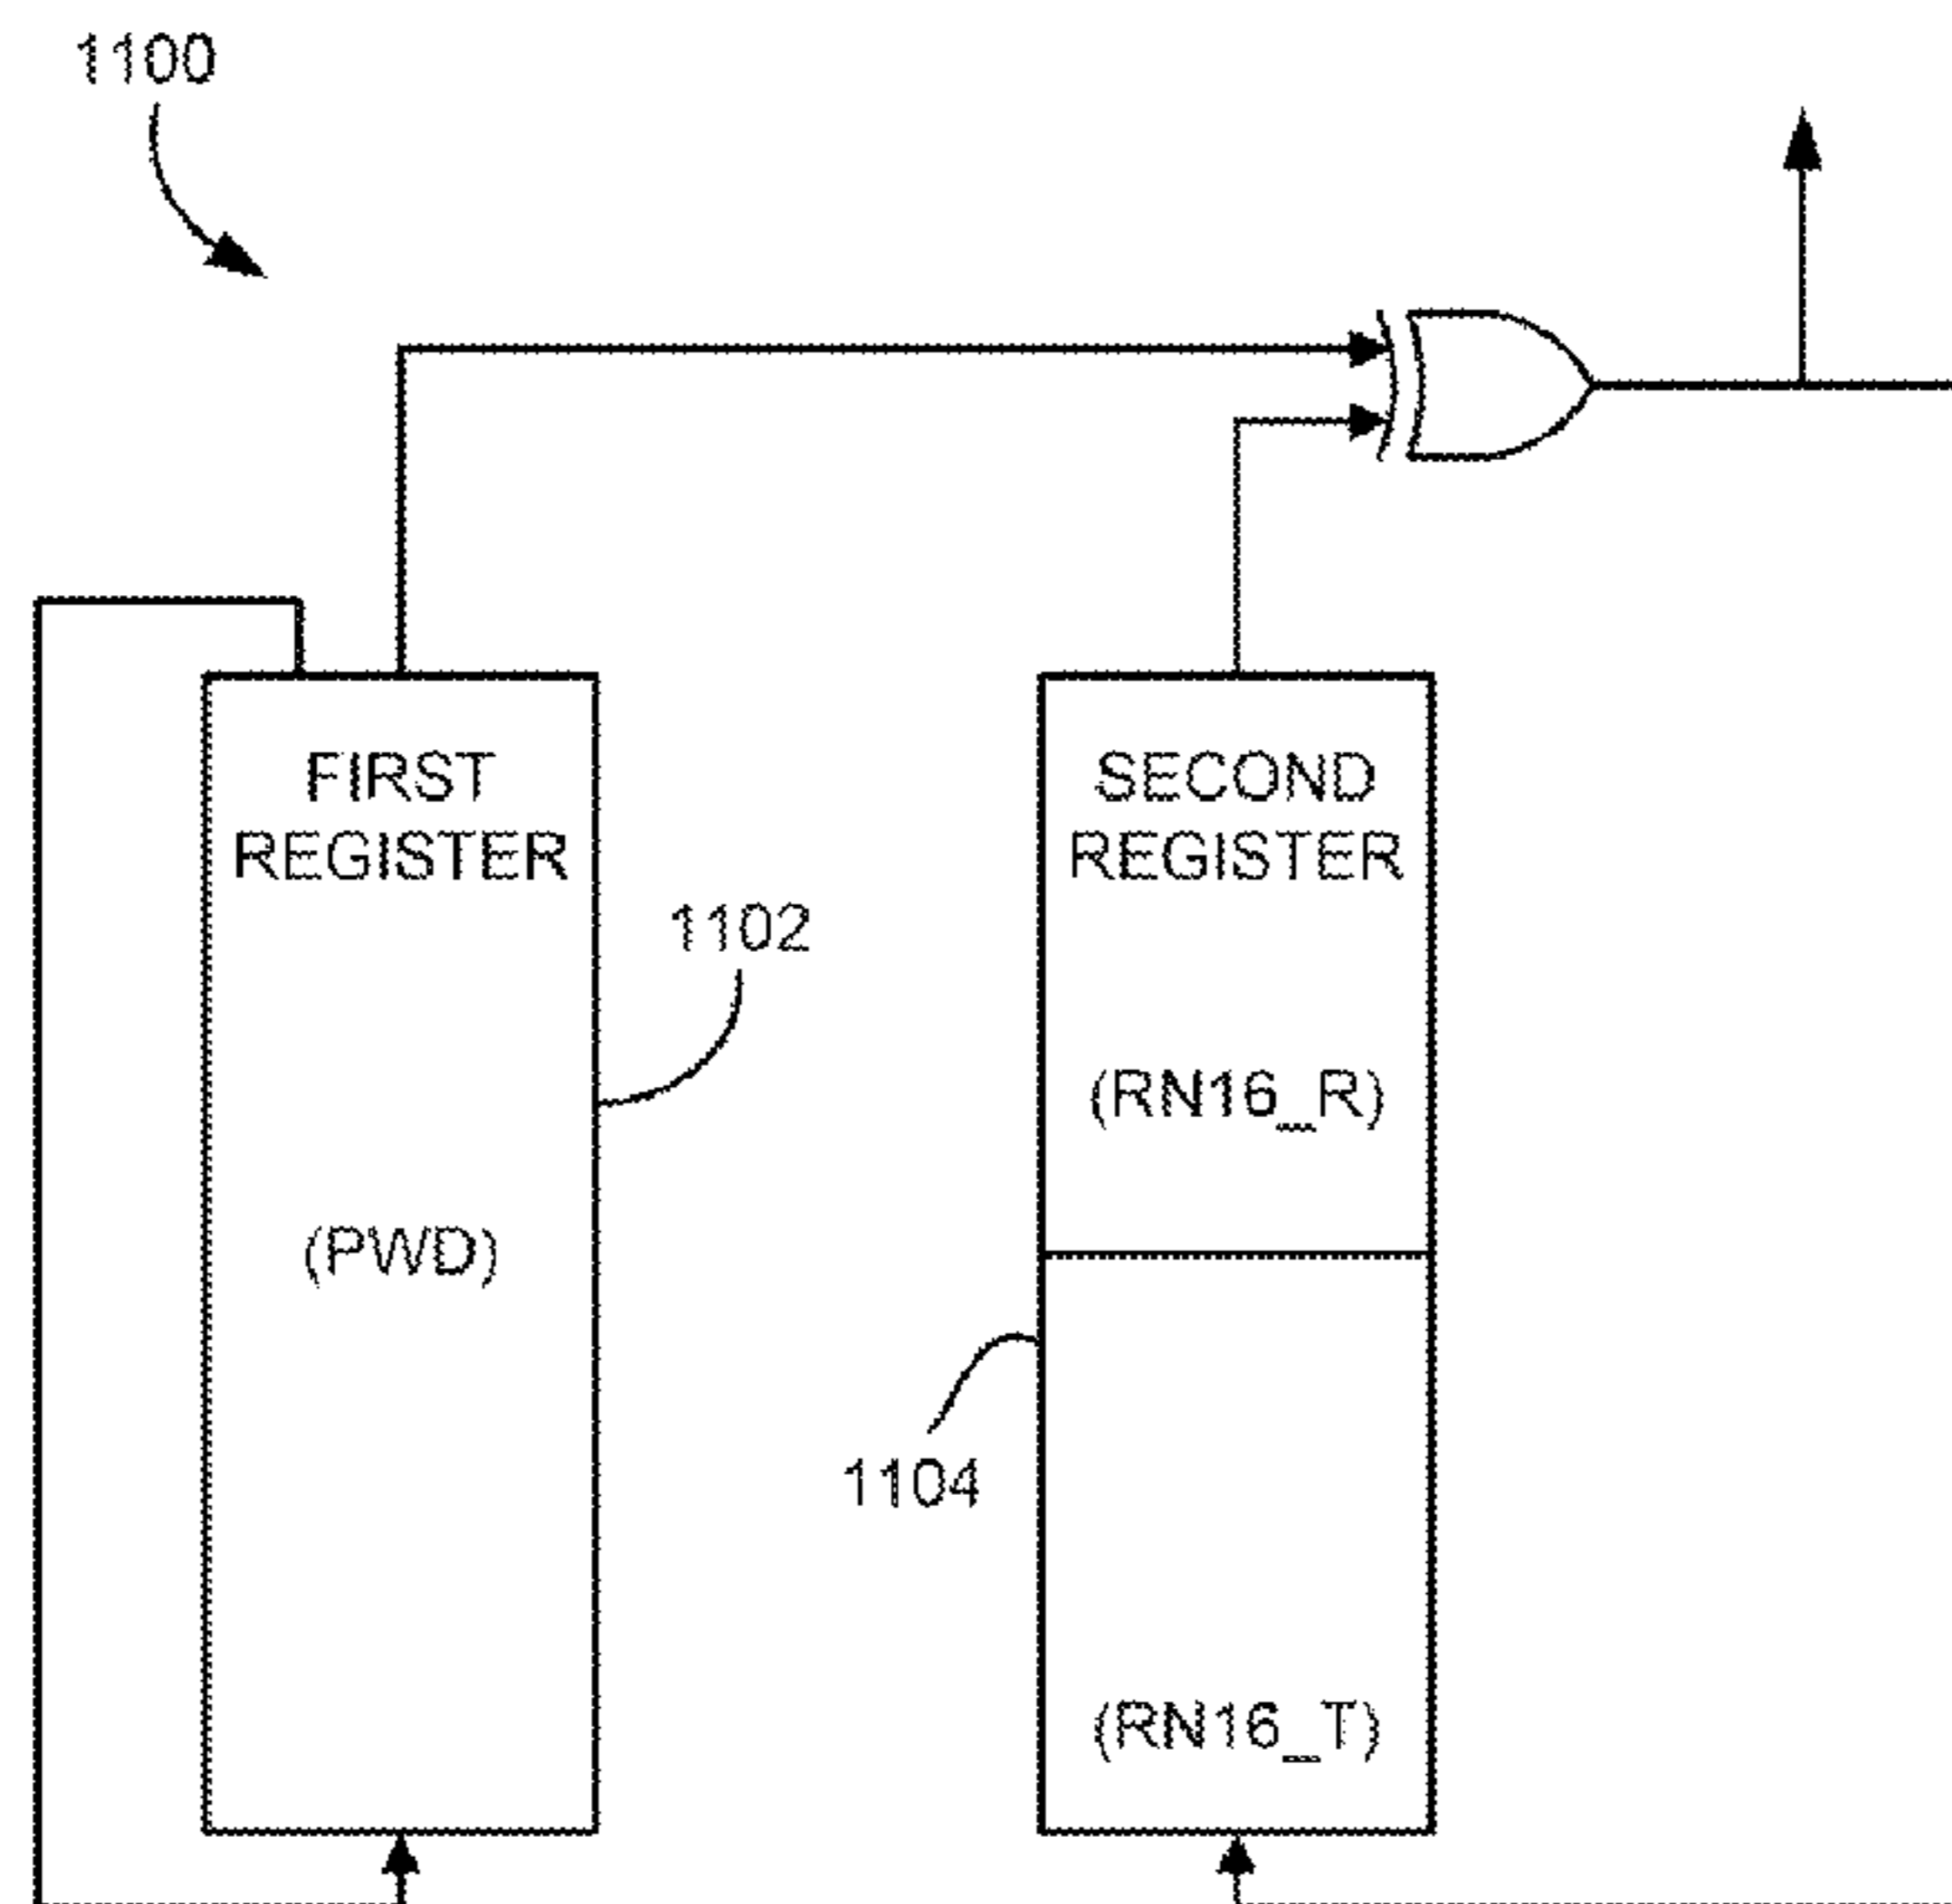 1100
FIRST
REGISTER
SECOND
REGISTER
1102
(RN16_R)
(PWD)
1104
(RN16_T)